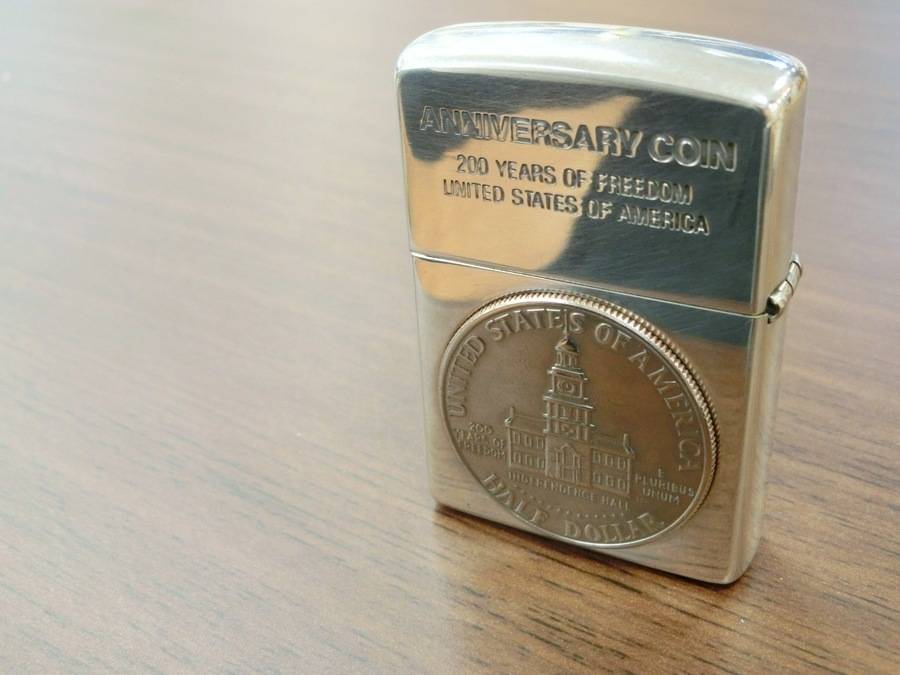 ANNIVERSARY COIN
200 YEARS OF FREEDOM
UNITED STATES OF AMERICA
UNITED STATES OF AMERICA
200
YEARS OF
FREEDOM
E
PLURIBUS
UNUM
INDEPENDENCE HALL
HALF DOLLAR